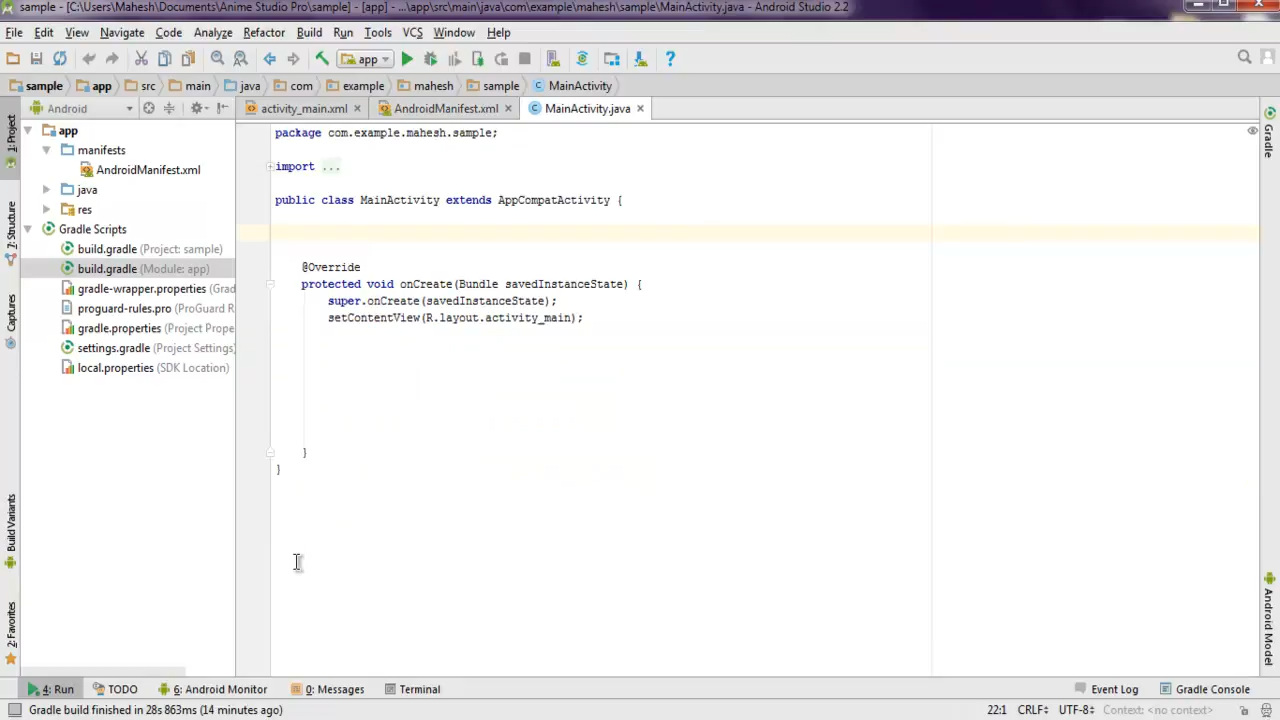 sample - [C:\Users\Mahesh\Documents\Anime Studio Pro\sample] - [app] - ...\app\src\main\java\com\example\mahesh\sample\MainActivity.java - Android Studio 2.2
File Edit View Navigate Code Analyze Refactor Build Run Tools VCS Window Help
app
sample app src main java com example mahesh sample MainActivity
Android activity_main.xml AndroidManifest.xml MainActivity.java
1: Project
7: Structure
Captures
Build Variants
2: Favorites
app
manifests
AndroidManifest.xml
java
res
Gradle Scripts
build.gradle (Project: sample)
build.gradle (Module: app)
gradle-wrapper.properties (Grad
proguard-rules.pro (ProGuard R
gradle.properties (Project Prope
settings.gradle (Project Settings)
local.properties (SDK Location)
package com.example.mahesh.sample;
import ...
public class MainActivity extends AppCompatActivity {
@Override
protected void onCreate(Bundle savedInstanceState) {
super.onCreate(savedInstanceState);
setContentView(R.layout.activity_main);
}
}
Gradle
Android Model
4: Run TODO 6: Android Monitor 0: Messages Terminal Event Log Gradle Console
Gradle build finished in 28s 863ms (14 minutes ago) 22:1 CRLF UTF-8 Context: <no context>